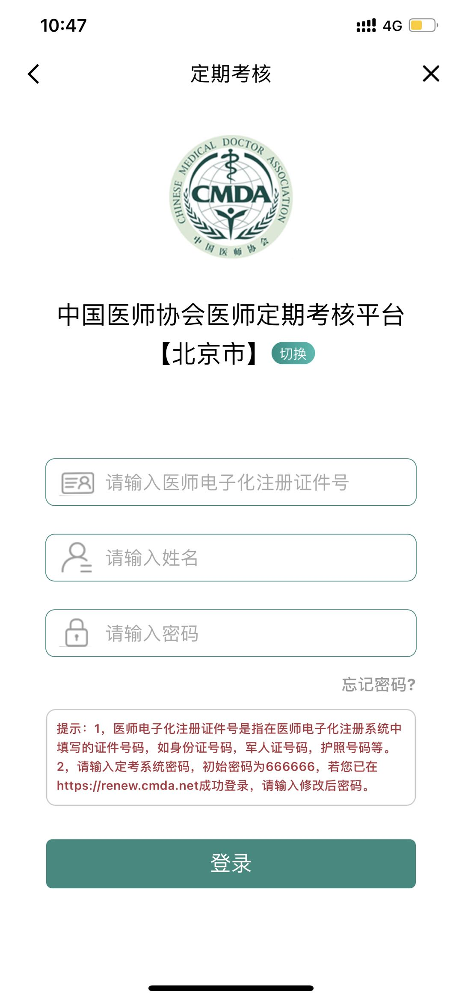 10:47
4G
定期考核
CHINESE MEDICAL DOCTOR ASSOCIATION
CMDA
中国医师协会
中国医师协会医师定期考核平台
【北京市】 切换
请输入医师电子化注册证件号
请输入姓名
请输入密码
忘记密码?
提示：1，医师电子化注册证件号是指在医师电子化注册系统中
填写的证件号码，如身份证号码，军人证号码，护照号码等。
2，请输入定考系统密码，初始密码为666666，若您已在
https://renew.cmda.net成功登录，请输入修改后密码。
登录